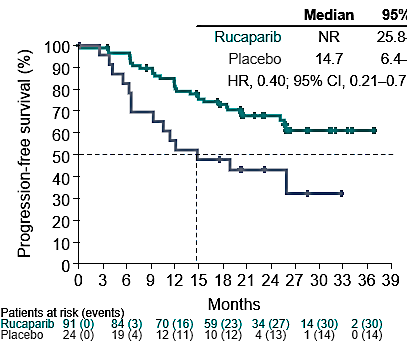 Median 95%
Rucaparib NR 25.8–
Placebo 14.7 6.4–
HR, 0.40; 95% CI, 0.21–0.7
Progression-free survival (%)
100
90
80
70
60
50
40
30
20
10
0
0 3 6 9 12 15 18 21 24 27 30 33 36 39
Months
Patients at risk (events)
Rucaparib 91 (0) 84 (3) 70 (16) 59 (23) 34 (27) 14 (30) 2 (30)
Placebo 24 (0) 19 (4) 12 (11) 10 (12) 4 (13) 1 (14) 0 (14)